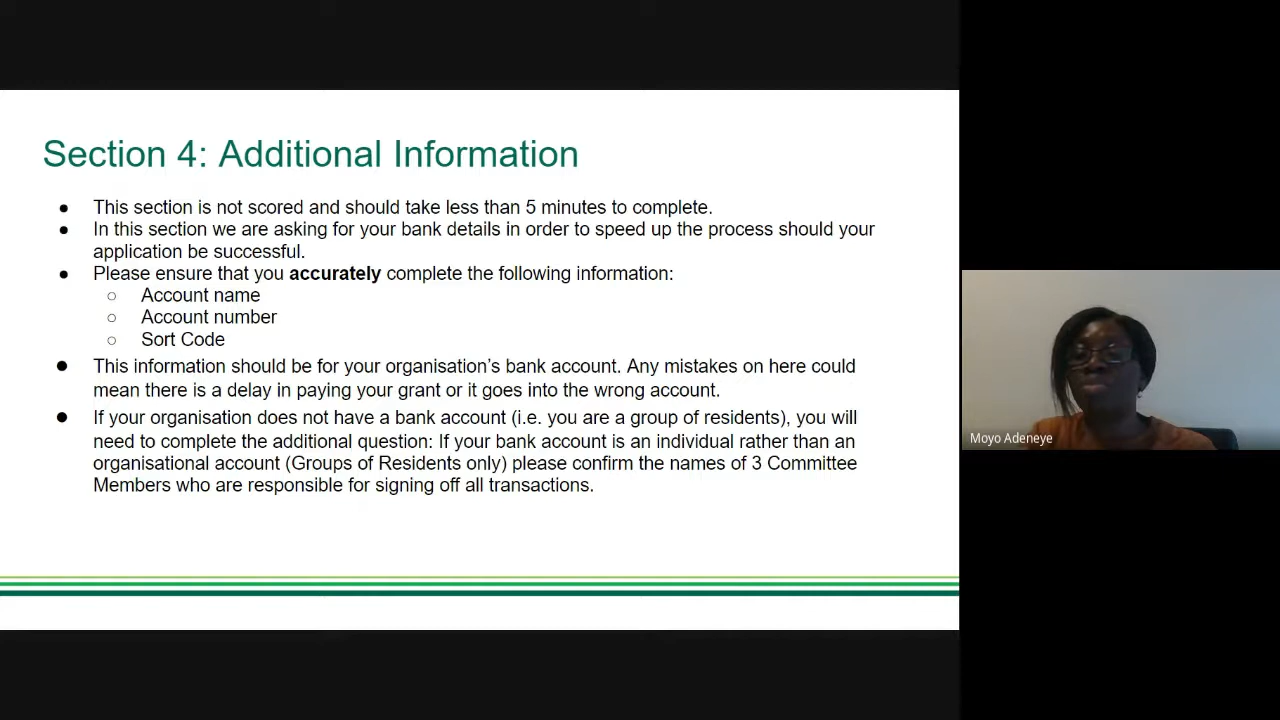 Section 4: Additional Information
● This section is not scored and should take less than 5 minutes to complete.
● In this section we are asking for your bank details in order to speed up the process should your
application be successful.
● Please ensure that you accurately complete the following information:
○ Account name
○ Account number
○ Sort Code
● This information should be for your organisation's bank account. Any mistakes on here could
mean there is a delay in paying your grant or it goes into the wrong account.
● If your organisation does not have a bank account (i.e. you are a group of residents), you will
need to complete the additional question: If your bank account is an individual rather than an
organisational account (Groups of Residents only) please confirm the names of 3 Committee
Members who are responsible for signing off all transactions.
Moyo Adeneye